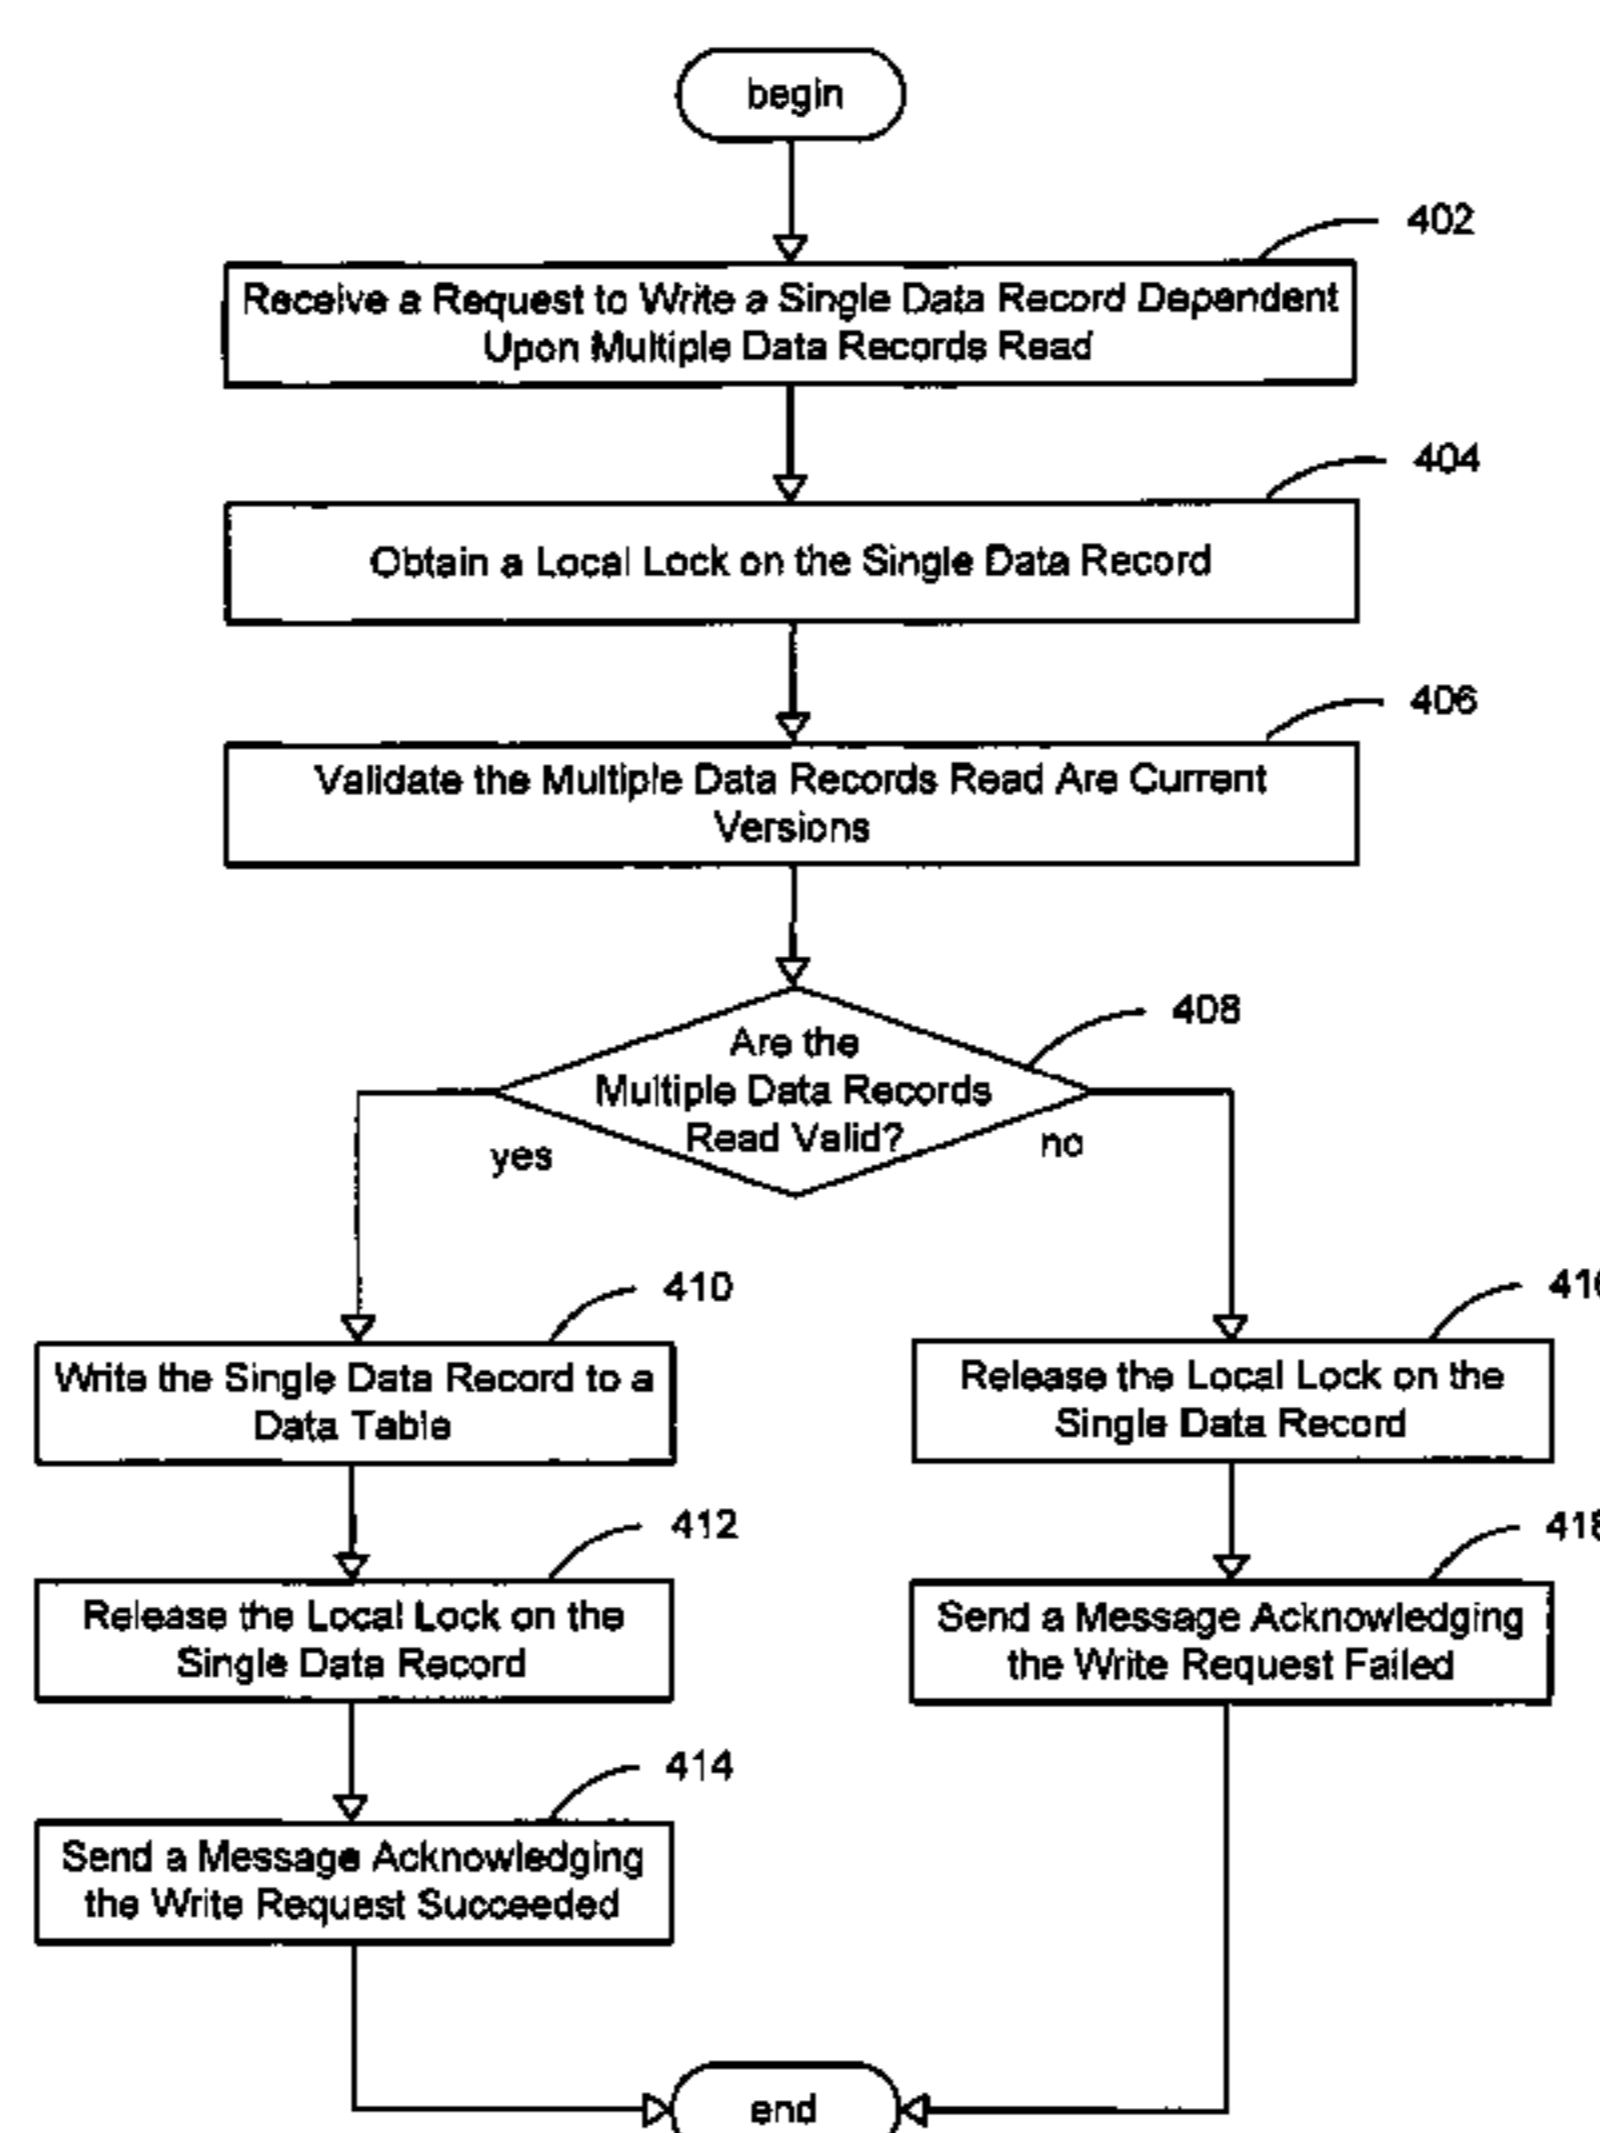 begin
402
Receive a Request to Write a Single Data Record Dependent
Upon Multiple Data Records Read
404
Obtain a Local Lock on the Single Data Record
406
Validate the Multiple Data Records Read Are Current
Versions
408
Are the
Multiple Data Records
Read Valid?
yes
no
410
Write the Single Data Record to a
Data Table
416
Release the Local Lock on the
Single Data Record
412
Release the Local Lock on the
Single Data Record
418
Send a Message Acknowledging
the Write Request Failed
414
Send a Message Acknowledging
the Write Request Succeeded
end